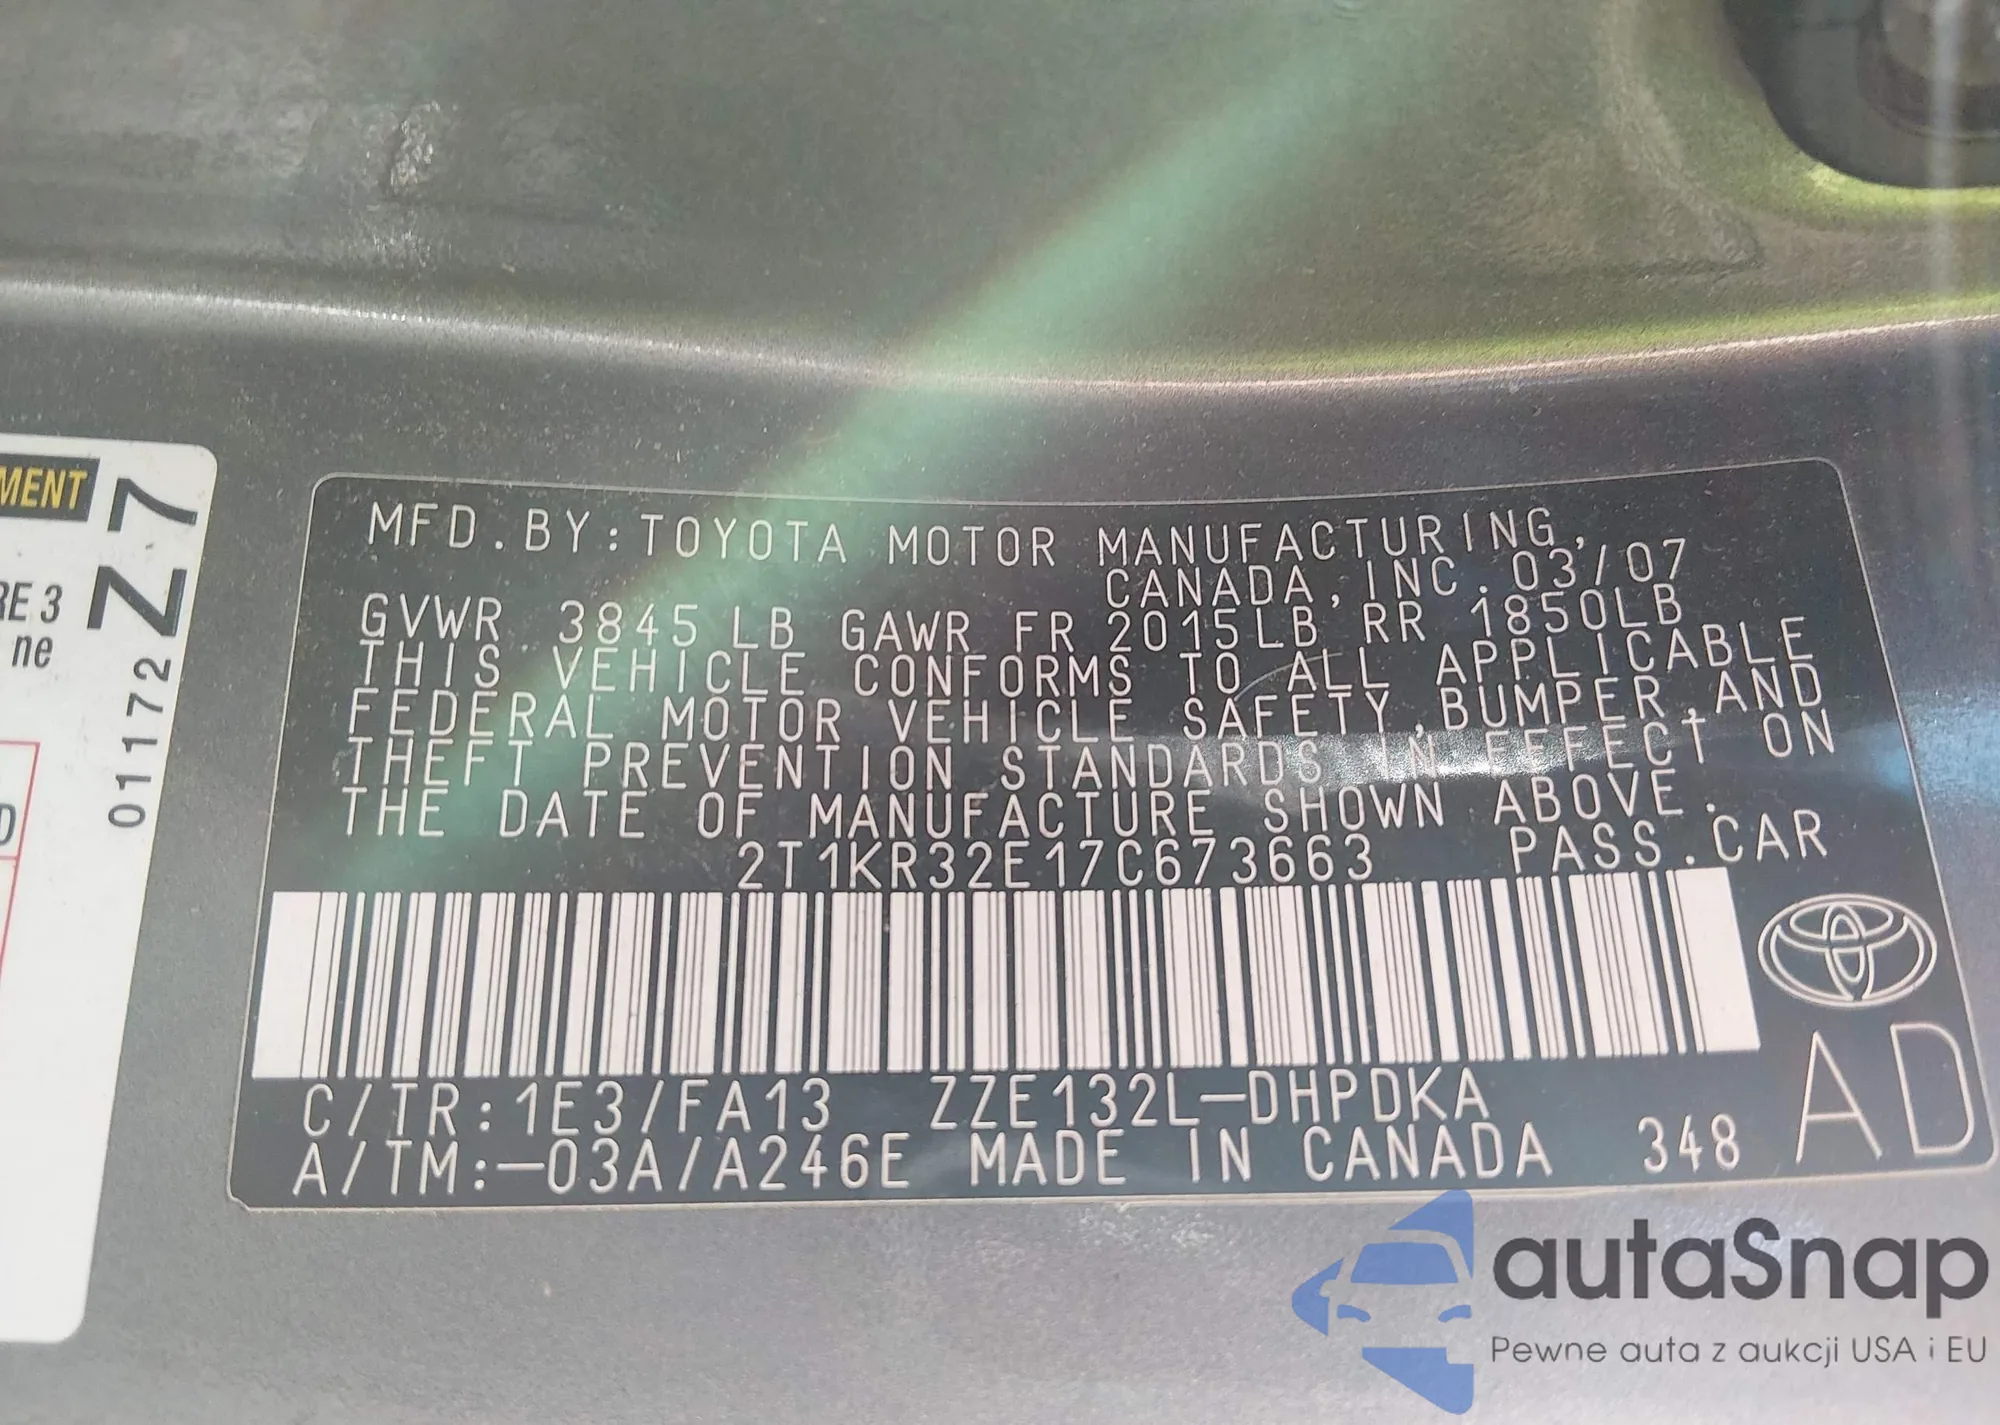 MENT
RE 3
ne
D
01172 Z7
MFD. BY: TOYOTA MOTOR MANUFACTURING,
CANADA, INC. 03/07
GVWR 3845 LB GAWR FR 2015LB RR 1850LB
THIS VEHICLE CONFORMS TO ALL APPLICABLE
FEDERAL MOTOR VEHICLE SAFETY, BUMPER, AND
THEFT PREVENTION STANDARDS IN EFFECT ON
THE DATE OF MANUFACTURE SHOWN ABOVE.
2T1KR32E17C673663 PASS. CAR
C/TR: 1E3/FA13 ZZE132L-DHPDKA
A/TM: -03A/A246E MADE IN CANADA 348
AD
autaSnap
Pewne auta z aukcji USA i EU